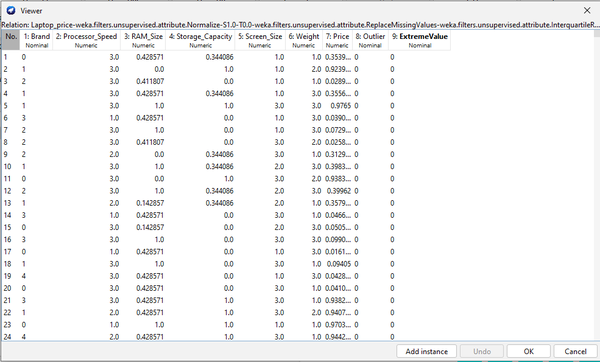 Viewer
Relation: Laptop_price-weka.filters.unsupervised.attribute.Normalize-S1.0-T0.0-weka.filters.unsupervised.attribute.ReplaceMissingValues-weka.filters.unsupervised.attribute.InterquartileR...
No. 1: Brand 2: Processor_Speed 3: RAM_Size 4: Storage_Capacity 5: Screen_Size 6: Weight 7: Price 8: Outlier 9: ExtremeValue
Nominal Numeric Numeric Numeric Numeric Numeric Numeric Nominal Nominal
1 0 3.0 0.428571 0.344086 1.0 1.0 0.3539... 0 0
2 1 3.0 0.0 1.0 1.0 2.0 0.9239... 0 0
3 2 3.0 0.411807 0.0 3.0 1.0 0.0289... 0 0
4 1 3.0 0.428571 0.344086 1.0 3.0 0.3556... 0 0
5 1 3.0 1.0 1.0 3.0 3.0 0.9765 0 0
6 3 1.0 0.428571 0.0 3.0 3.0 0.0390... 0 0
7 2 3.0 1.0 0.0 3.0 1.0 0.0729... 0 0
8 2 3.0 0.411807 0.0 3.0 2.0 0.0258... 0 0
9 2 2.0 0.0 0.344086 3.0 1.0 0.3129... 0 0
10 1 3.0 1.0 0.344086 2.0 3.0 0.3983... 0 0
11 0 3.0 0.0 1.0 3.0 2.0 0.9383... 0 0
12 2 3.0 1.0 0.344086 2.0 3.0 0.39962 0 0
13 1 2.0 0.142857 0.344086 2.0 1.0 0.3579... 0 0
14 3 1.0 0.428571 0.0 3.0 1.0 0.0466... 0 0
15 0 3.0 0.142857 0.0 2.0 3.0 0.0505... 0 0
16 3 3.0 1.0 0.0 3.0 3.0 0.0990... 0 0
17 0 1.0 0.428571 0.0 3.0 1.0 0.0161... 0 0
18 1 3.0 1.0 0.0 3.0 1.0 0.09405 0 0
19 4 3.0 0.428571 0.0 2.0 3.0 0.0428... 0 0
20 0 3.0 0.428571 0.0 3.0 3.0 0.0410... 0 0
21 3 3.0 0.428571 1.0 3.0 1.0 0.9382... 0 0
22 1 2.0 0.428571 1.0 3.0 2.0 0.9407... 0 0
23 0 1.0 1.0 1.0 1.0 3.0 0.9703... 0 0
24 4 2.0 0.428571 1.0 3.0 1.0 0.9442... 0 0
Add instance Undo OK Cancel